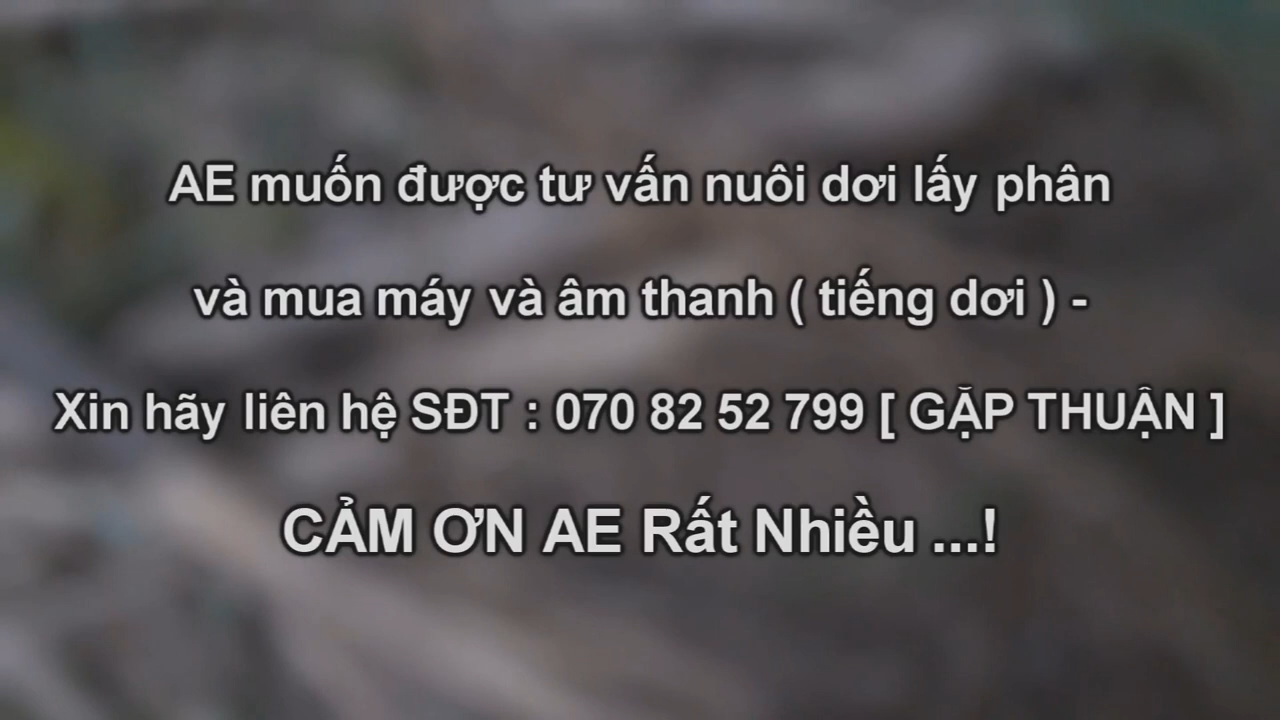 AE muốn được tư vấn nuôi dơi lấy phân
và mua máy và âm thanh ( tiếng dơi ) -
Xin hãy liên hệ SĐT : 070 82 52 799 [ GẶP THUẬN ]
CẢM ƠN AE Rất Nhiều ...!